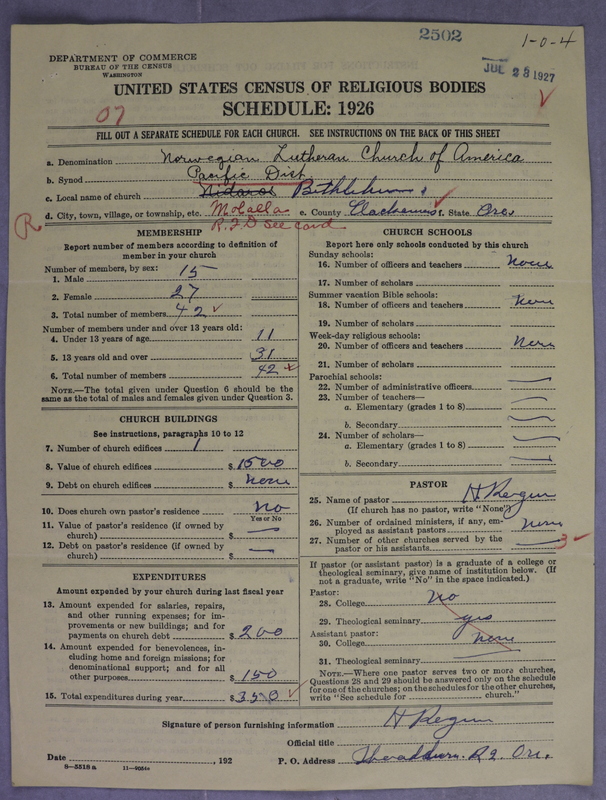 2502
1-0-4
DEPARTMENT OF COMMERCE
BUREAU OF THE CENSUS
WASHINGTON
JUL 23 1927
UNITED STATES CENSUS OF RELIGIOUS BODIES
SCHEDULE: 1926
07
FILL OUT A SEPARATE SCHEDULE FOR EACH CHURCH. SEE INSTRUCTIONS ON THE BACK OF THIS SHEET
a. Denomination Norwegian Lutheran Church of America
b. Synod Pacific Dist.
c. Local name of church Nidaros Bethlehem
d. City, town, village, or township, etc. Molalla e. County Clackamas f. State Ore.
R
R.F.D See card
MEMBERSHIP
Report number of members according to definition of
member in your church
Number of members, by sex:
1. Male 15
2. Female 27
3. Total number of members 42
Number of members under and over 13 years old:
4. Under 13 years of age 11
5. 13 years old and over 31
6. Total number of members 42
NOTE.—The total given under Question 6 should be
same as the total of males and females given under Question 3.
CHURCH BUILDINGS
See instructions, paragraphs 10 to 12
7. Number of church edifices 1
8. Value of church edifices $ 1500
9. Debt on church edifices $ none
10. Does church own pastor's residence No
Yes or No
11. Value of pastor's residence (if owned by
church) $ —
12. Debt on pastor's residence (if owned by
church) $ —
EXPENDITURES
Amount expended by your church during last fiscal year
13. Amount expended for salaries, repairs,
and other running expenses; for im-
provements or new buildings; and for
payments on church debt $ 200
14. Amount expended for benevolences, in-
cluding home and foreign missions; for
denominational support; and for all
other purposes $ 150
15. Total expenditures during year $ 350
CHURCH SCHOOLS
Report here only schools conducted by this church
Sunday schools:
16. Number of officers and teachers None
17. Number of scholars
Summer vacation Bible schools:
18. Number of officers and teachers None
19. Number of scholars
Week-day religious schools:
20. Number of officers and teachers None
21. Number of scholars
Parochial schools:
22. Number of administrative officers —
23. Number of teachers—
a. Elementary (grades 1 to 8) —
b. Secondary —
24. Number of scholars—
a. Elementary (grades 1 to 8) —
b. Secondary —
PASTOR
25. Name of pastor H
(If church has no pastor, write "None")
26. Number of ordained ministers, if any, em-
ployed as assistant pastors none
27. Number of other churches served by the
pastor or his assistants 3
If pastor (or assistant pastor) is a graduate of a college or
theological seminary, give name of institution below. (If
not a graduate, write "No" in the space indicated.)
Pastor:
28. College No
29. Theological seminary yes
Assistant pastor:
30. College none
31. Theological seminary
NOTE.—Where one pastor serves two or more churches,
Questions 28 and 29 should be answered only on the schedule
for one of the churches; on the schedules for the other churches,
write "See schedule for church."
Signature of person furnishing information H
Official title
Date , 192 P. O. Address R2. Ore.
8—5518 a 11—9054